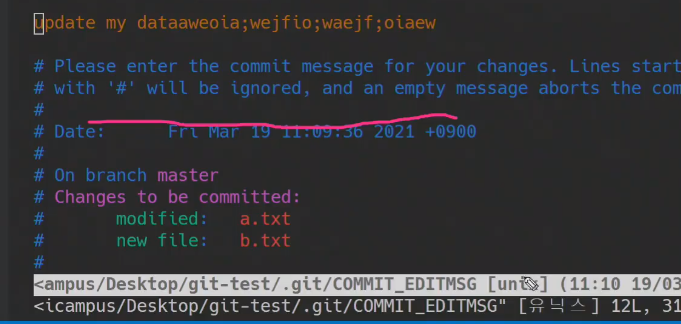 update my dataaweoia;wejfio;waejf;oiaew
# Please enter the commit message for your changes. Lines start
# with '#' will be ignored, and an empty message aborts the com
#
# Date:      Fri Mar 19 11:09:36 2021 +0900
#
# On branch master
# Changes to be committed:
#       modified:   a.txt
#       new file:   b.txt
#
<ampus/Desktop/git-test/.git/COMMIT_EDITMSG [unix] (11:10 19/03
<icampus/Desktop/git-test/.git/COMMIT_EDITMSG" [유닉스] 12L, 31